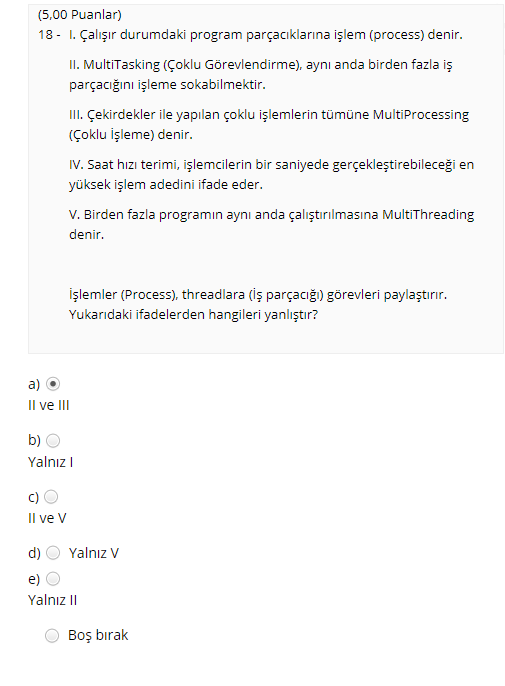 (5,00 Puanlar)
18 - I. Çalışır durumdaki program parçacıklarına işlem (process) denir.
II. MultiTasking (Çoklu Görevlendirme), aynı anda birden fazla iş
parçacığını işleme sokabilmektir.
III. Çekirdekler ile yapılan çoklu işlemlerin tümüne MultiProcessing
(Çoklu İşleme) denir.
IV. Saat hızı terimi, işlemcilerin bir saniyede gerçekleştirebileceği en
yüksek işlem adedini ifade eder.
V. Birden fazla programın aynı anda çalıştırılmasına MultiThreading
denir.
İşlemler (Process), threadlara (İş parçacığı) görevleri paylaştırır.
Yukarıdaki ifadelerden hangileri yanlıştır?
a)
II ve III
b)
Yalnız I
c)
II ve V
d) Yalnız V
e)
Yalnız II
Boş bırak